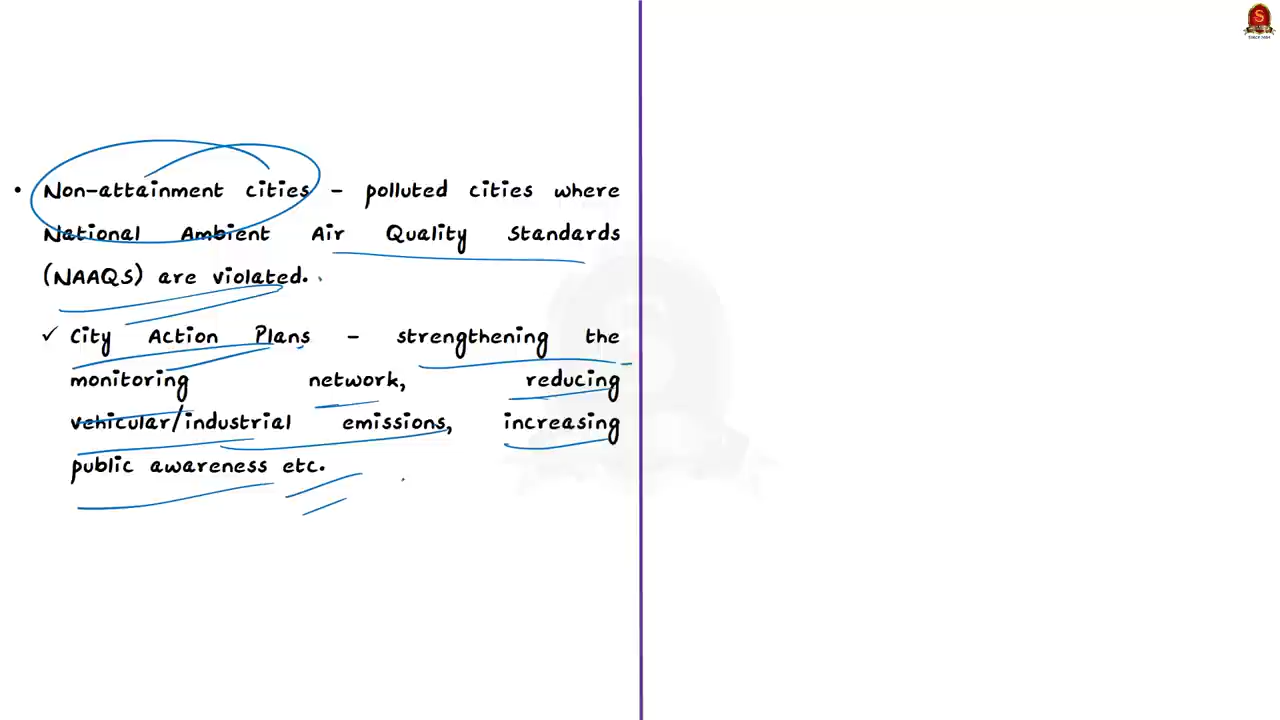 • Non-attainment cities - polluted cities where
National Ambient Air Quality Standards
(NAAQS) are violated.
✓ City Action Plans - strengthening the
monitoring network, reducing
vehicular/industrial emissions, increasing
public awareness etc.